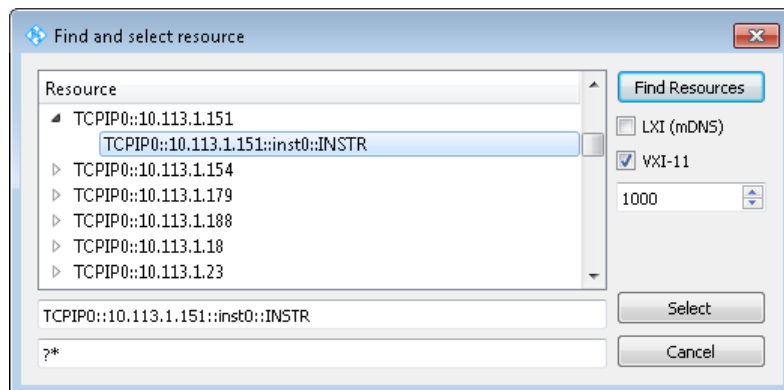 Find and select resource
Resource
TCPIP0::10.113.1.151
TCPIP0::10.113.1.151::inst0::INSTR
TCPIP0::10.113.1.154
TCPIP0::10.113.1.179
TCPIP0::10.113.1.188
TCPIP0::10.113.1.18
TCPIP0::10.113.1.23
TCPIP0::10.113.1.151::inst0::INSTR
?*
Find Resources
LXI (mDNS)
VXI-11
1000
Select
Cancel